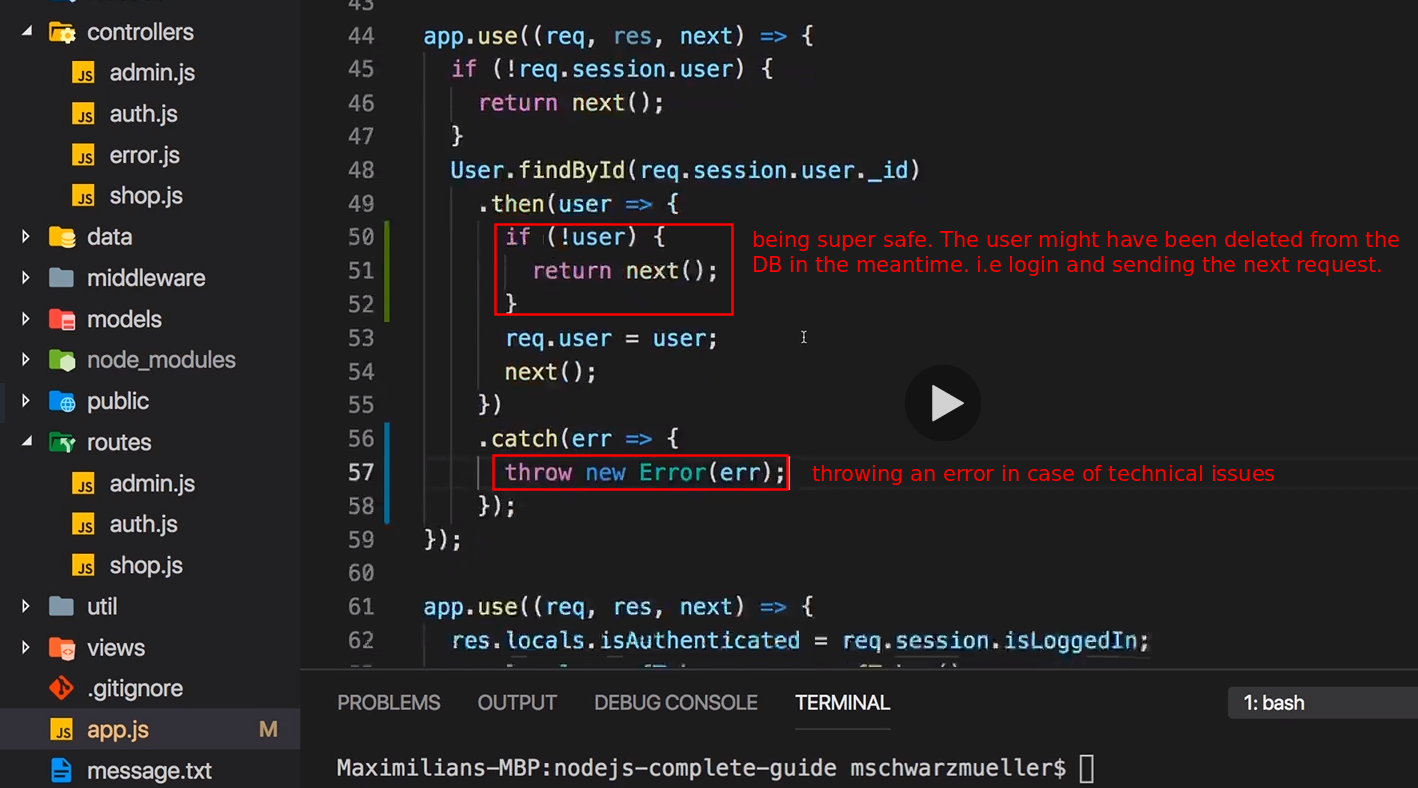 controllers
admin.js
auth.js
error.js
shop.js
data
middleware
models
node_modules
public
routes
admin.js
auth.js
shop.js
util
views
.gitignore
app.js M
message.txt
43
44 app.use((req, res, next) => {
45 if (!req.session.user) {
46 return next();
47 }
48 User.findById(req.session.user._id)
49 .then(user => {
50 if (!user) {
51 return next();
52 }
53 req.user = user;
54 next();
55 })
56 .catch(err => {
57 throw new Error(err);
58 });
59 });
60
61 app.use((req, res, next) => {
62 res.locals.isAuthenticated = req.session.isLoggedIn;
being super safe. The user might have been deleted from the
DB in the meantime. i.e login and sending the next request.
throwing an error in case of technical issues
PROBLEMS OUTPUT DEBUG CONSOLE TERMINAL 1: bash
Maximilians-MBP:nodejs-complete-guide mschwarzmueller$